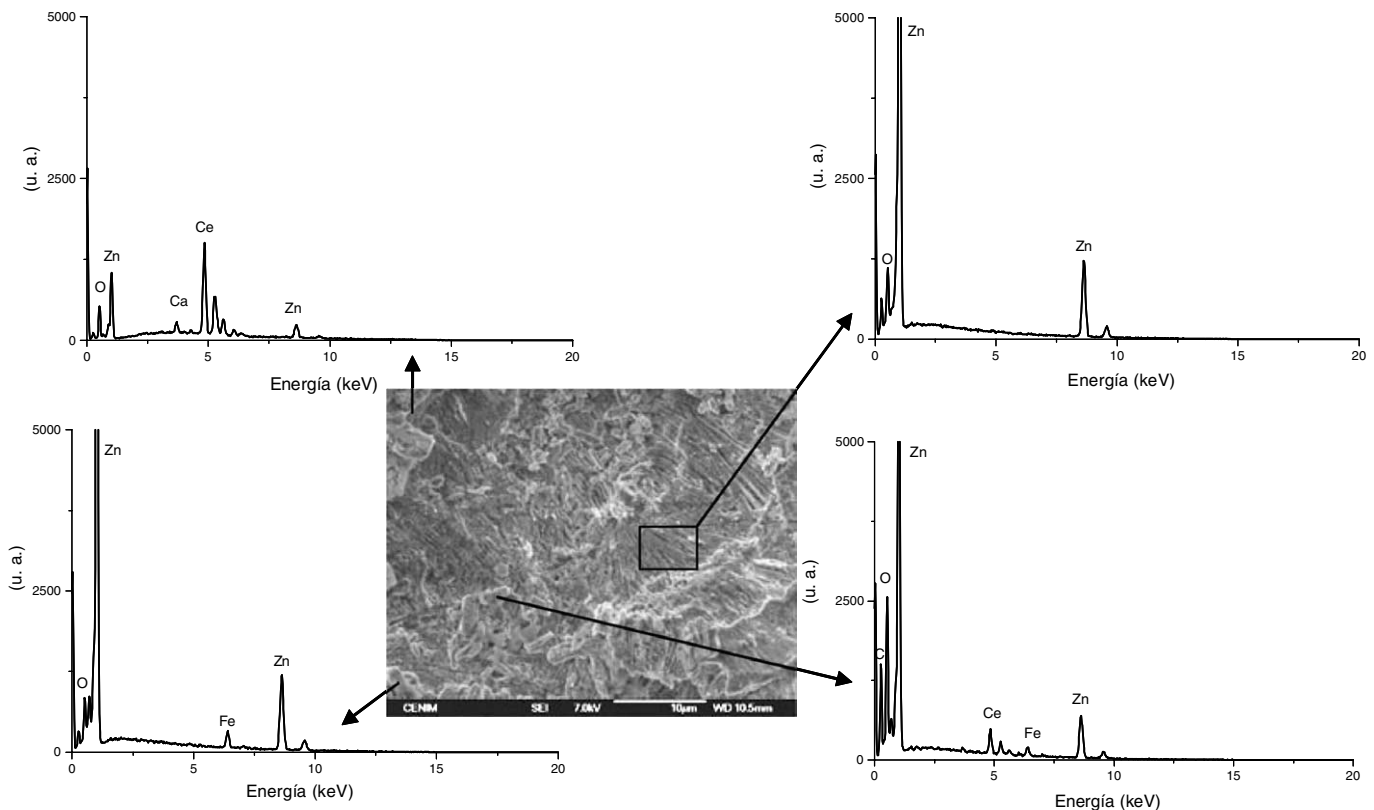 5000
2500
0
(u. a.)
O
Zn
Ca
Ce
Zn
0
5
10
15
20
Energía (keV)
5000
2500
0
(u. a.)
Zn
O
Zn
0
5
10
15
20
Energía (keV)
5000
2500
0
(u. a.)
Zn
O
Fe
Zn
0
5
10
15
20
Energía (keV)
CENIM SEI 7.0kV 10µm WD 10.5mm
5000
2500
0
(u. a.)
Zn
O
C
Ce
Fe
Zn
0
5
10
15
20
Energía (keV)